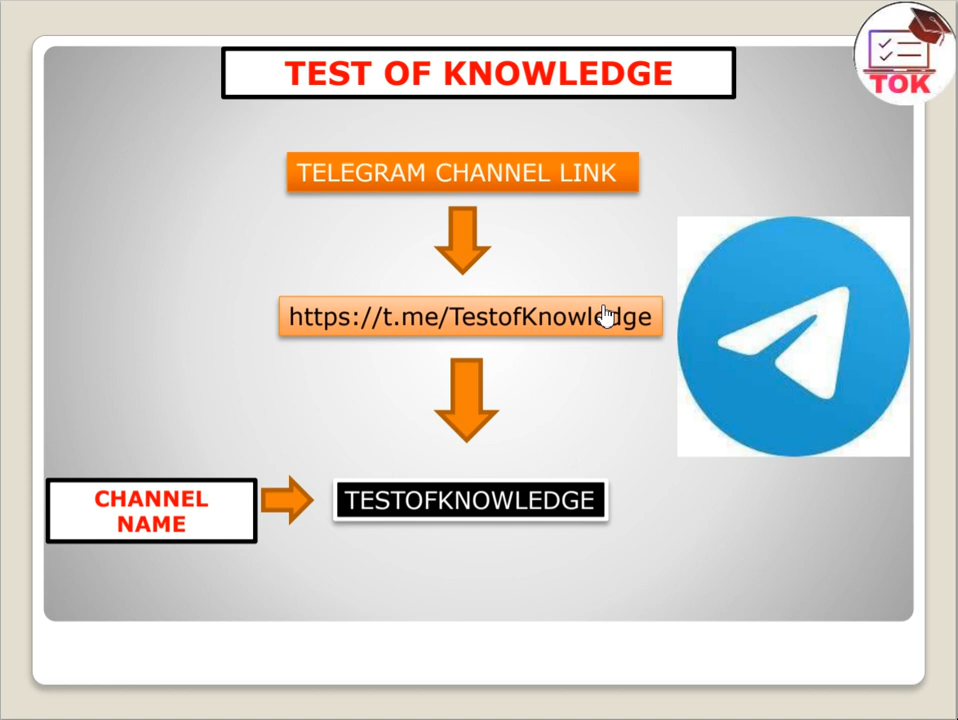 TEST OF KNOWLEDGE
TOK
TELEGRAM CHANNEL LINK
https://t.me/TestofKnowledge
CHANNEL
NAME
TESTOFKNOWLEDGE